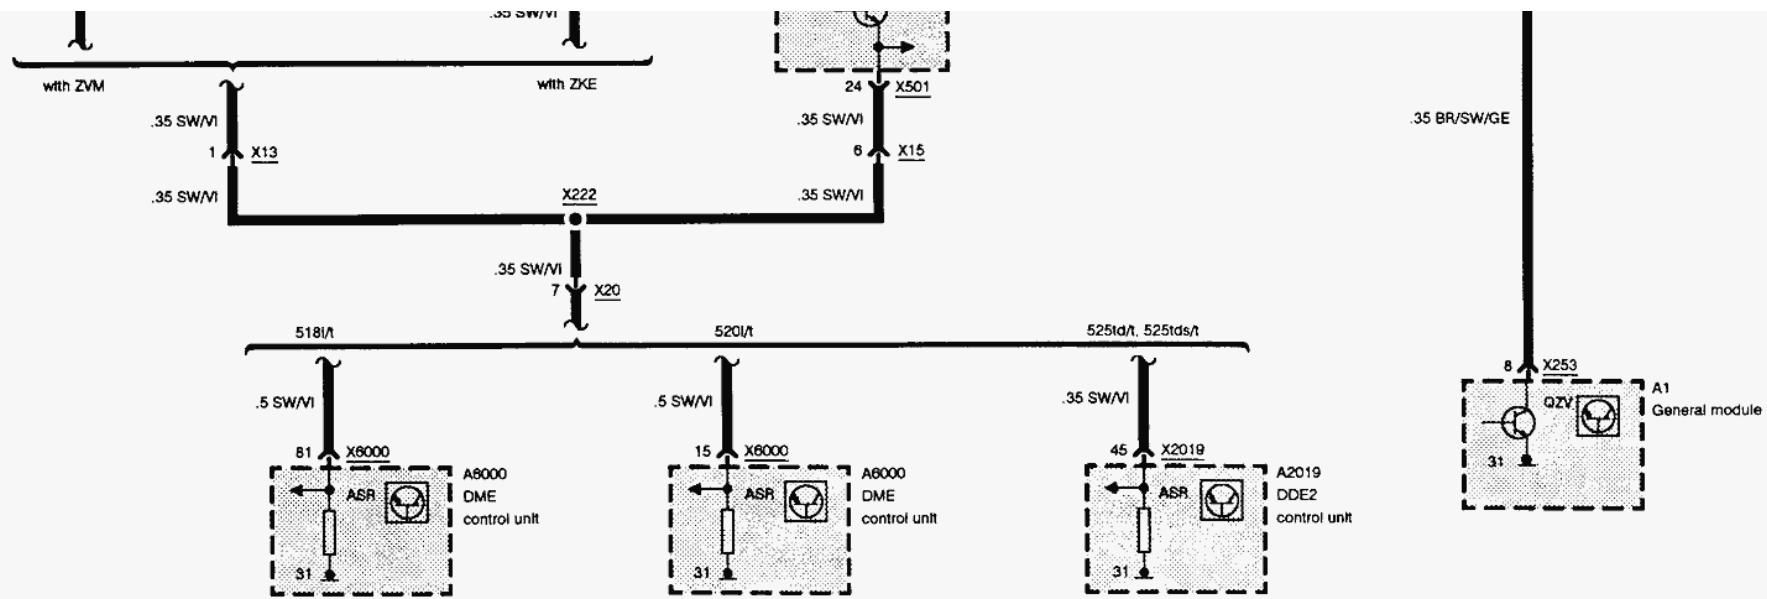 .35 SW/VI
with ZVM
with ZKE
24 X501
.35 SW/VI
.35 SW/VI
.35 BR/SW/GE
1 X13
6 X15
.35 SW/VI
X222
.35 SW/VI
.35 SW/VI
7 X20
518i/t
520i/t
525td/t, 525tds/t
8 X253
A1
General module
QZV
31
.5 SW/VI
.5 SW/VI
.35 SW/VI
81 X6000
15 X6000
45 X2019
A6000
DME
control unit
ASR
31
A6000
DME
control unit
ASR
31
A2019
DDE2
control unit
ASR
31